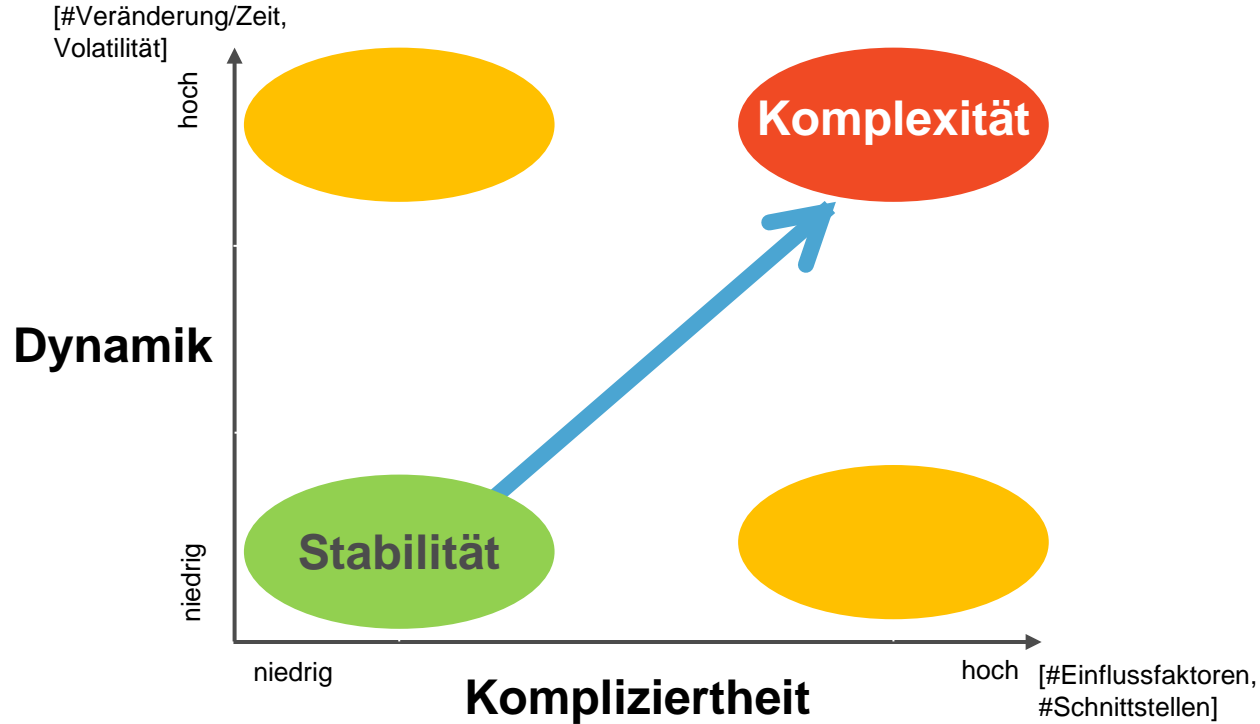 [#Veränderung/Zeit,
Volatilität]
hoch
Komplexität
Dynamik
Stabilität
niedrig
niedrig
Kompliziertheit
hoch
[#Einflussfaktoren,
#Schnittstellen]